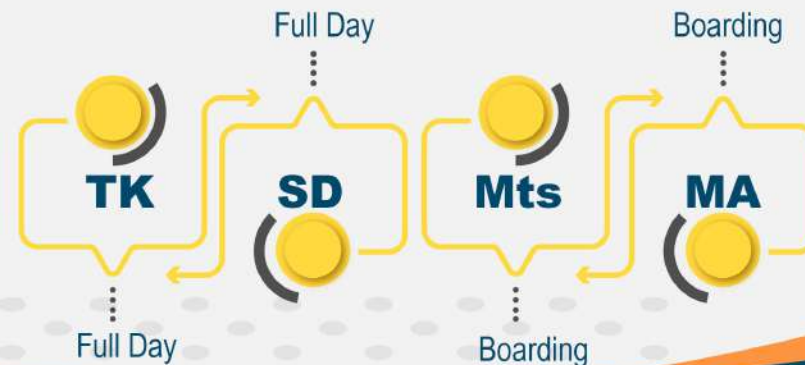 Full Day
Boarding
TK
SD
Mts
MA
Full Day
Boarding